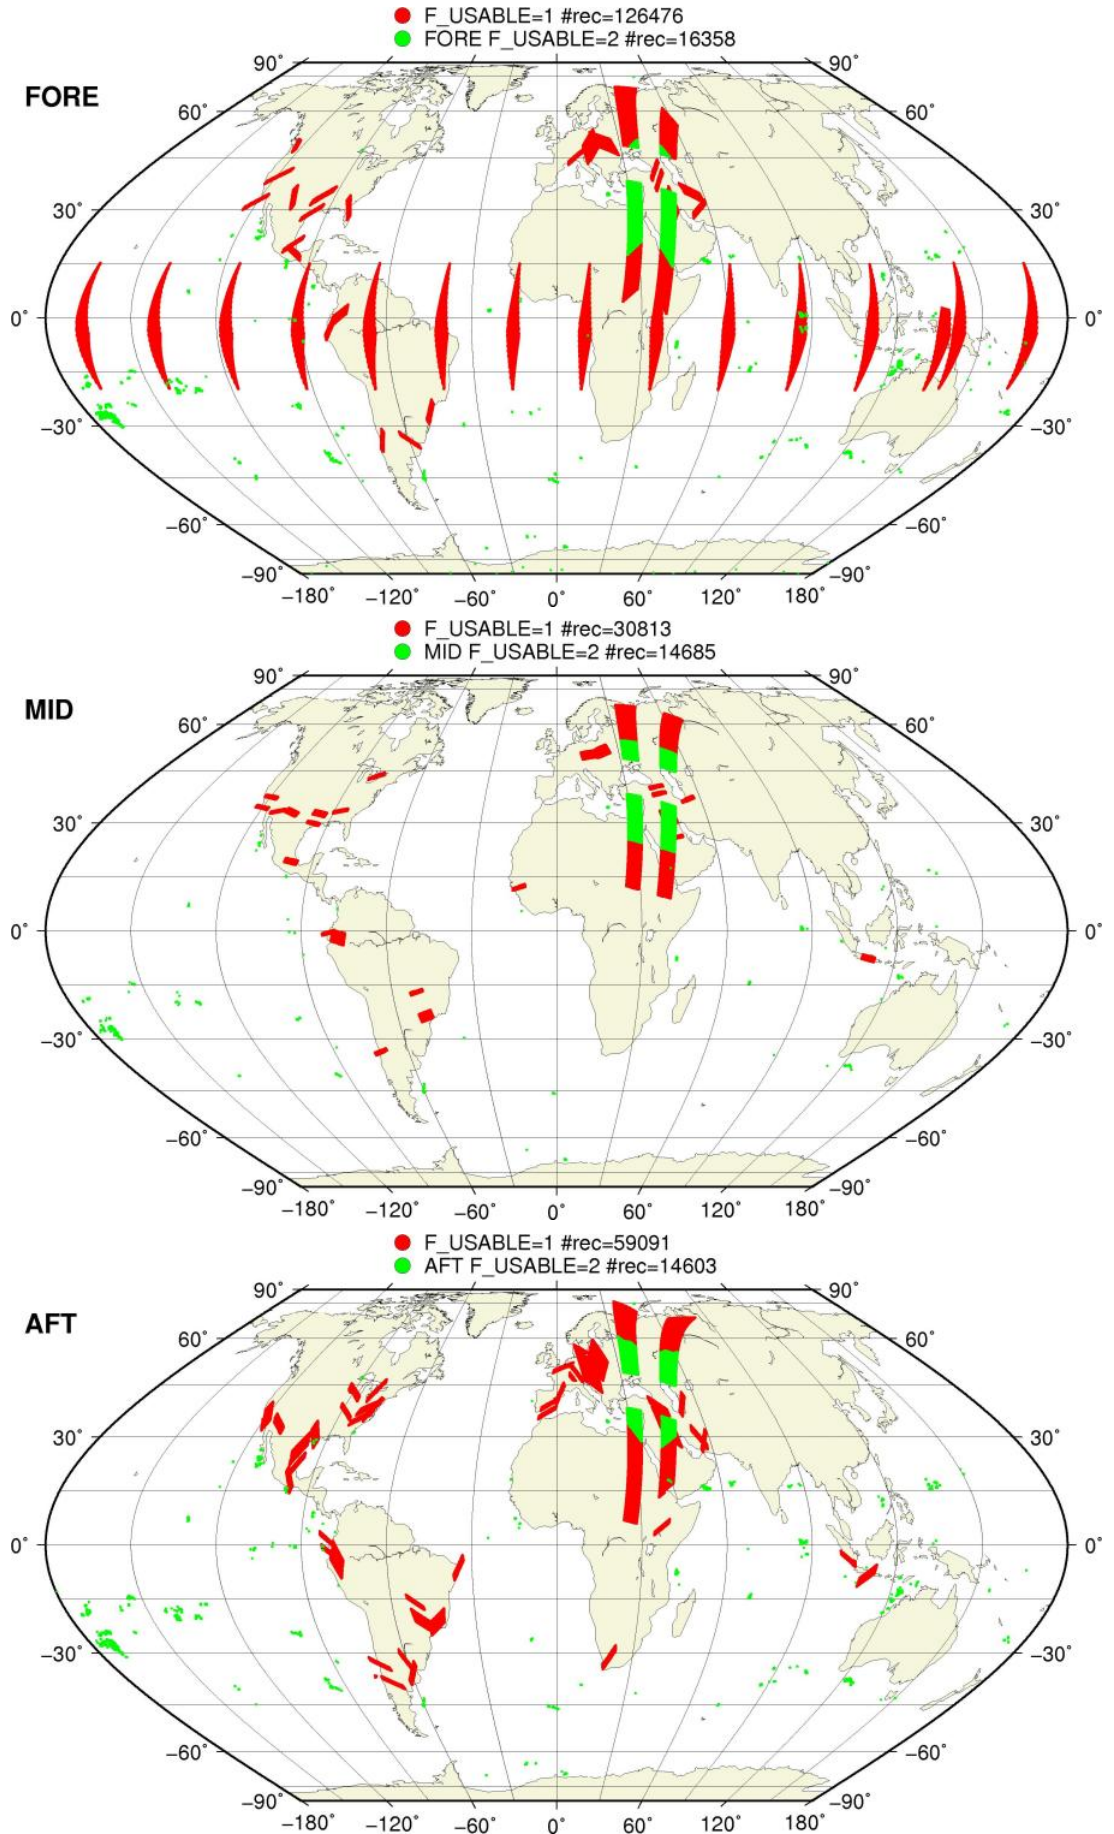 F_USABLE=1 #rec=126476
FORE F_USABLE=2 #rec=16358
FORE
90° 90°
60° 60°
30° 30°
0° 0°
−30° −30°
−60° −60°
−90° −90°
−180° −120° −60° 0° 60° 120° 180°
F_USABLE=1 #rec=30813
MID F_USABLE=2 #rec=14685
MID
90° 90°
60° 60°
30° 30°
0° 0°
−30° −30°
−60° −60°
−90° −90°
−180° −120° −60° 0° 60° 120° 180°
F_USABLE=1 #rec=59091
AFT F_USABLE=2 #rec=14603
AFT
90° 90°
60° 60°
30° 30°
0° 0°
−30° −30°
−60° −60°
−90° −90°
−180° −120° −60° 0° 60° 120° 180°